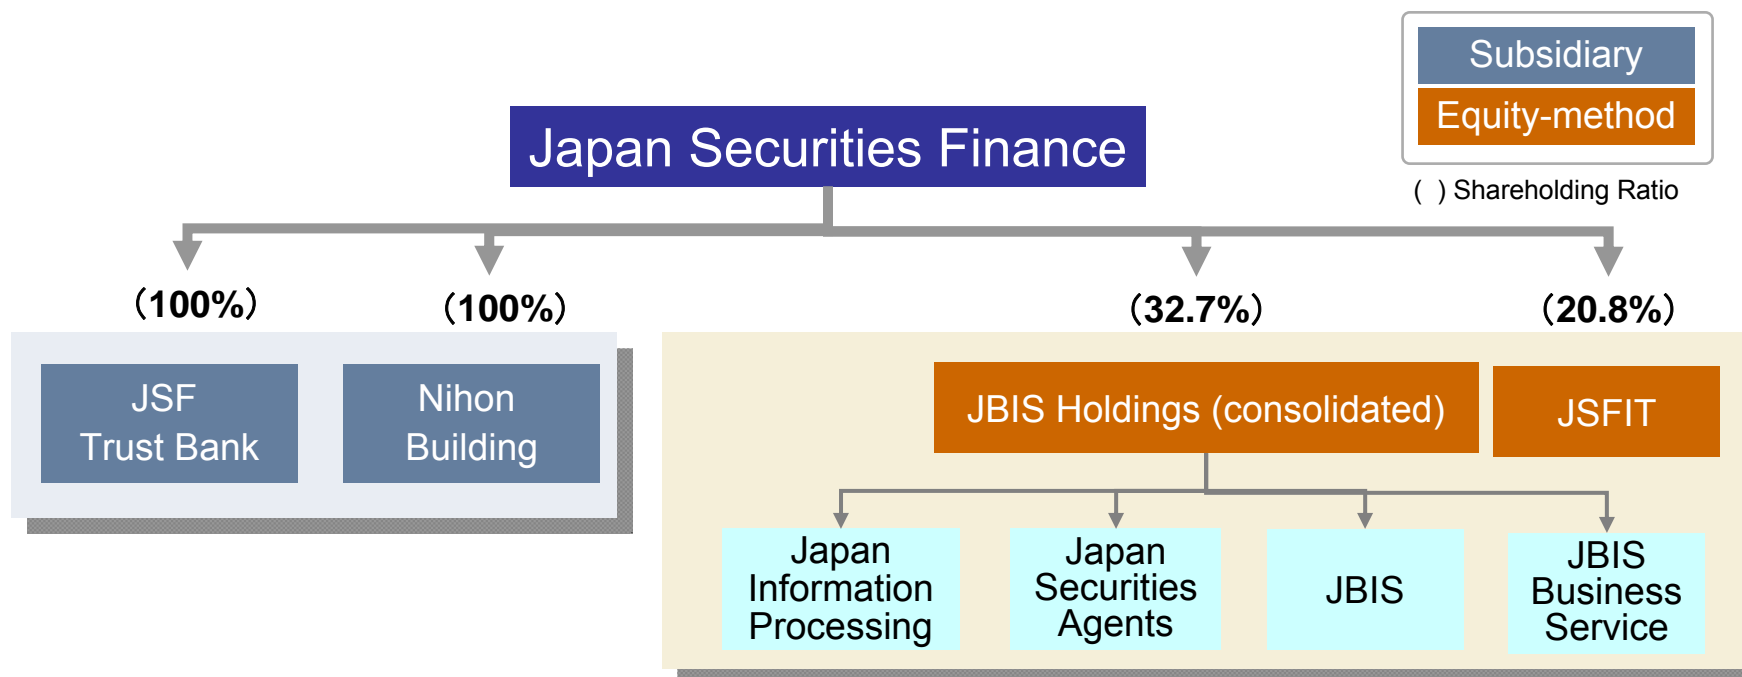 Subsidiary
Equity-method
( ) Shareholding Ratio
Japan Securities Finance
（100%）
（100%）
（32.7%）
（20.8%）
JSF
Trust Bank
Nihon
Building
JBIS Holdings (consolidated)
JSFIT
Japan
Information
Processing
Japan
Securities
Agents
JBIS
JBIS
Business
Service